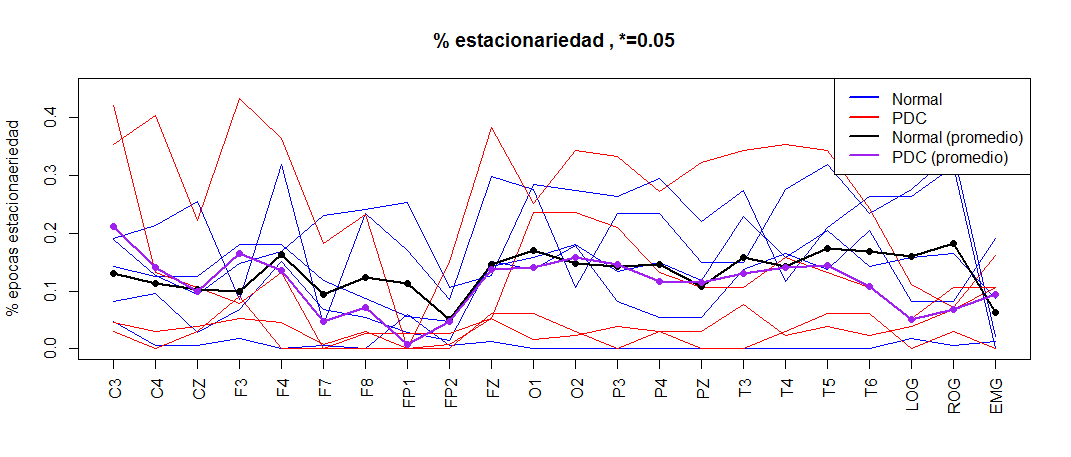 % estacionariedad , *=0.05
% epocas estacionaeriedad
0.0
0.1
0.2
0.3
0.4
Normal
PDC
Normal (promedio)
PDC (promedio)
C3 C4 CZ F3 F4 F7 F8 FP1 FP2 FZ O1 O2 P3 P4 PZ T3 T4 T5 T6 LOG ROG EMG